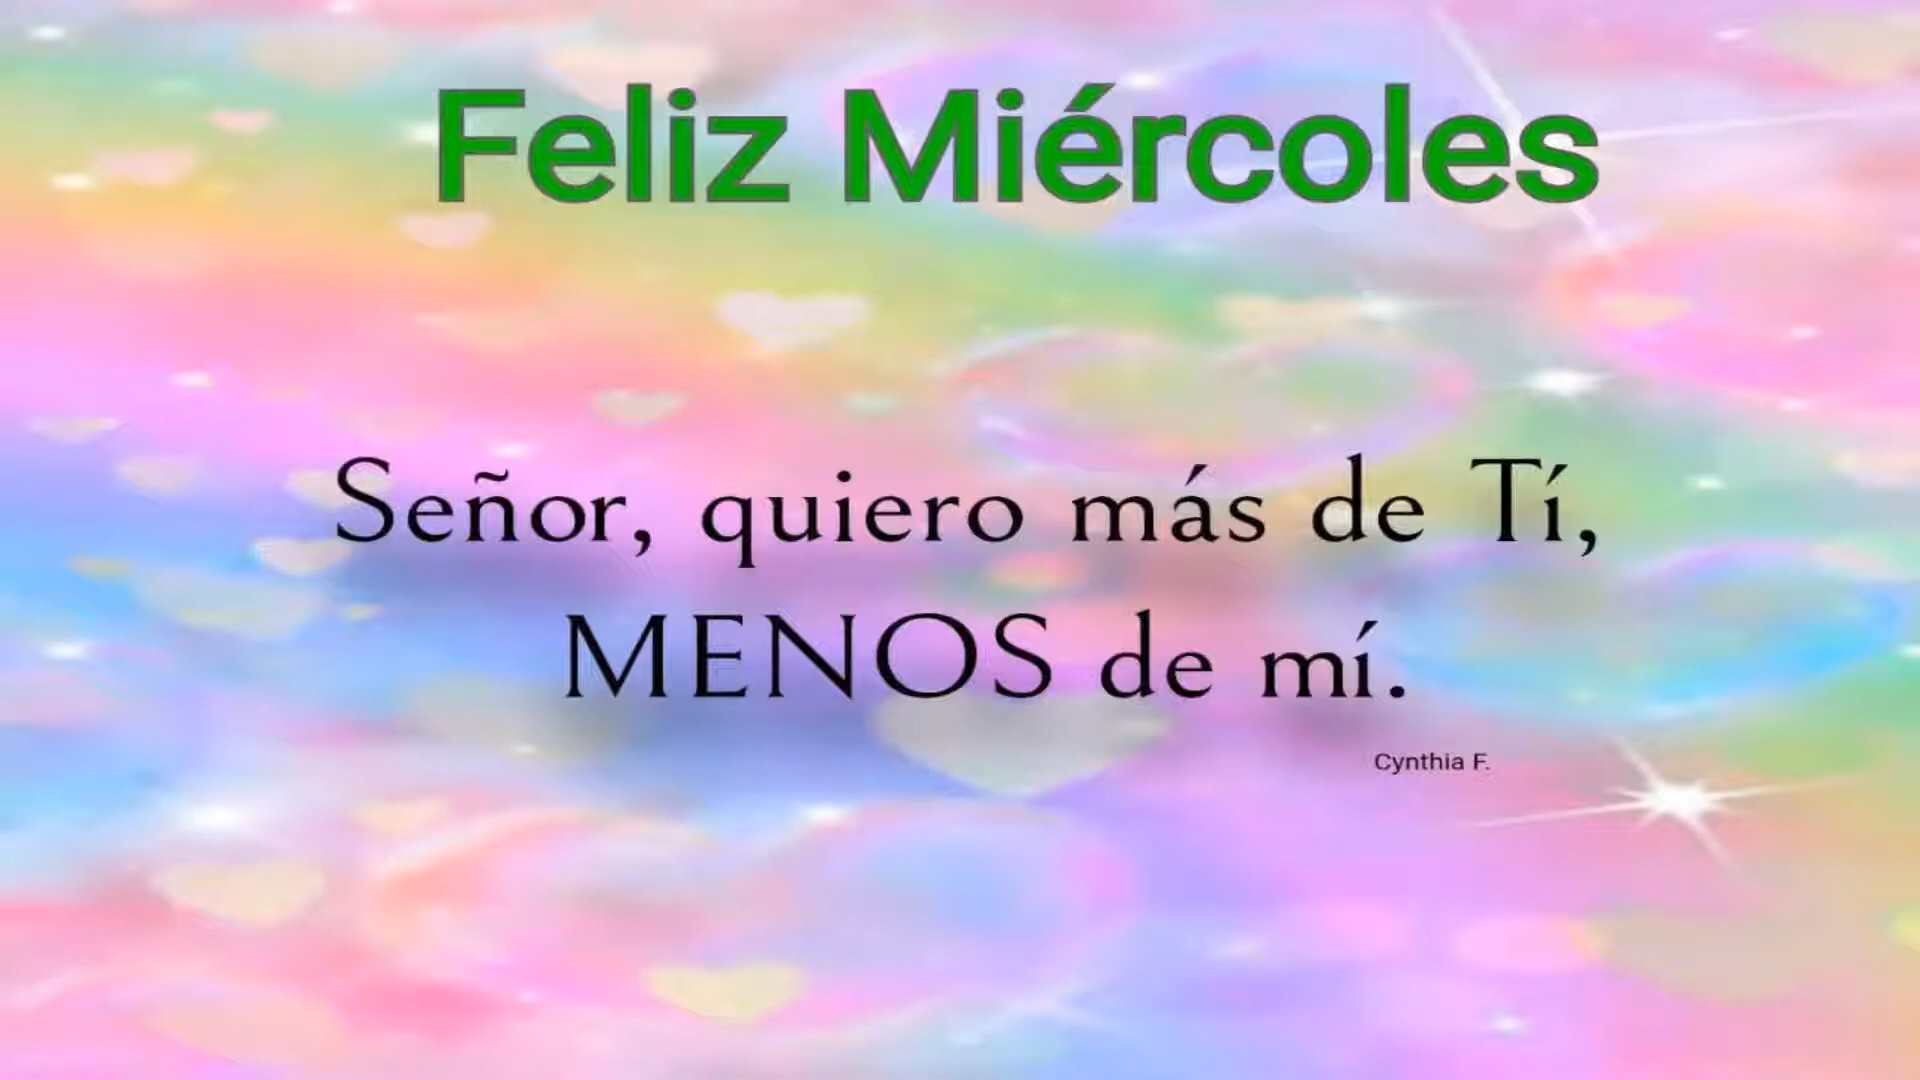 Feliz Miércoles
Señor, quiero más de Tí,
MENOS de mí.
Cynthia F.